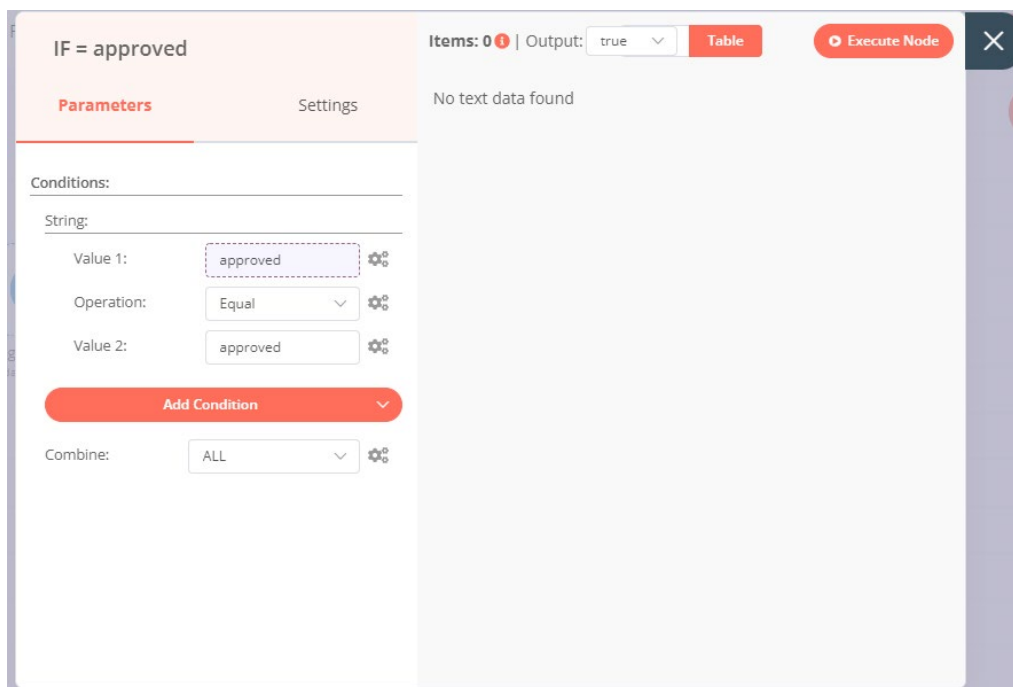 IF = approved
Items: 0 | Output: true Table Execute Node
Parameters Settings
No text data found
Conditions:
String:
Value 1: approved
Operation: Equal
Value 2: approved
Add Condition
Combine: ALL